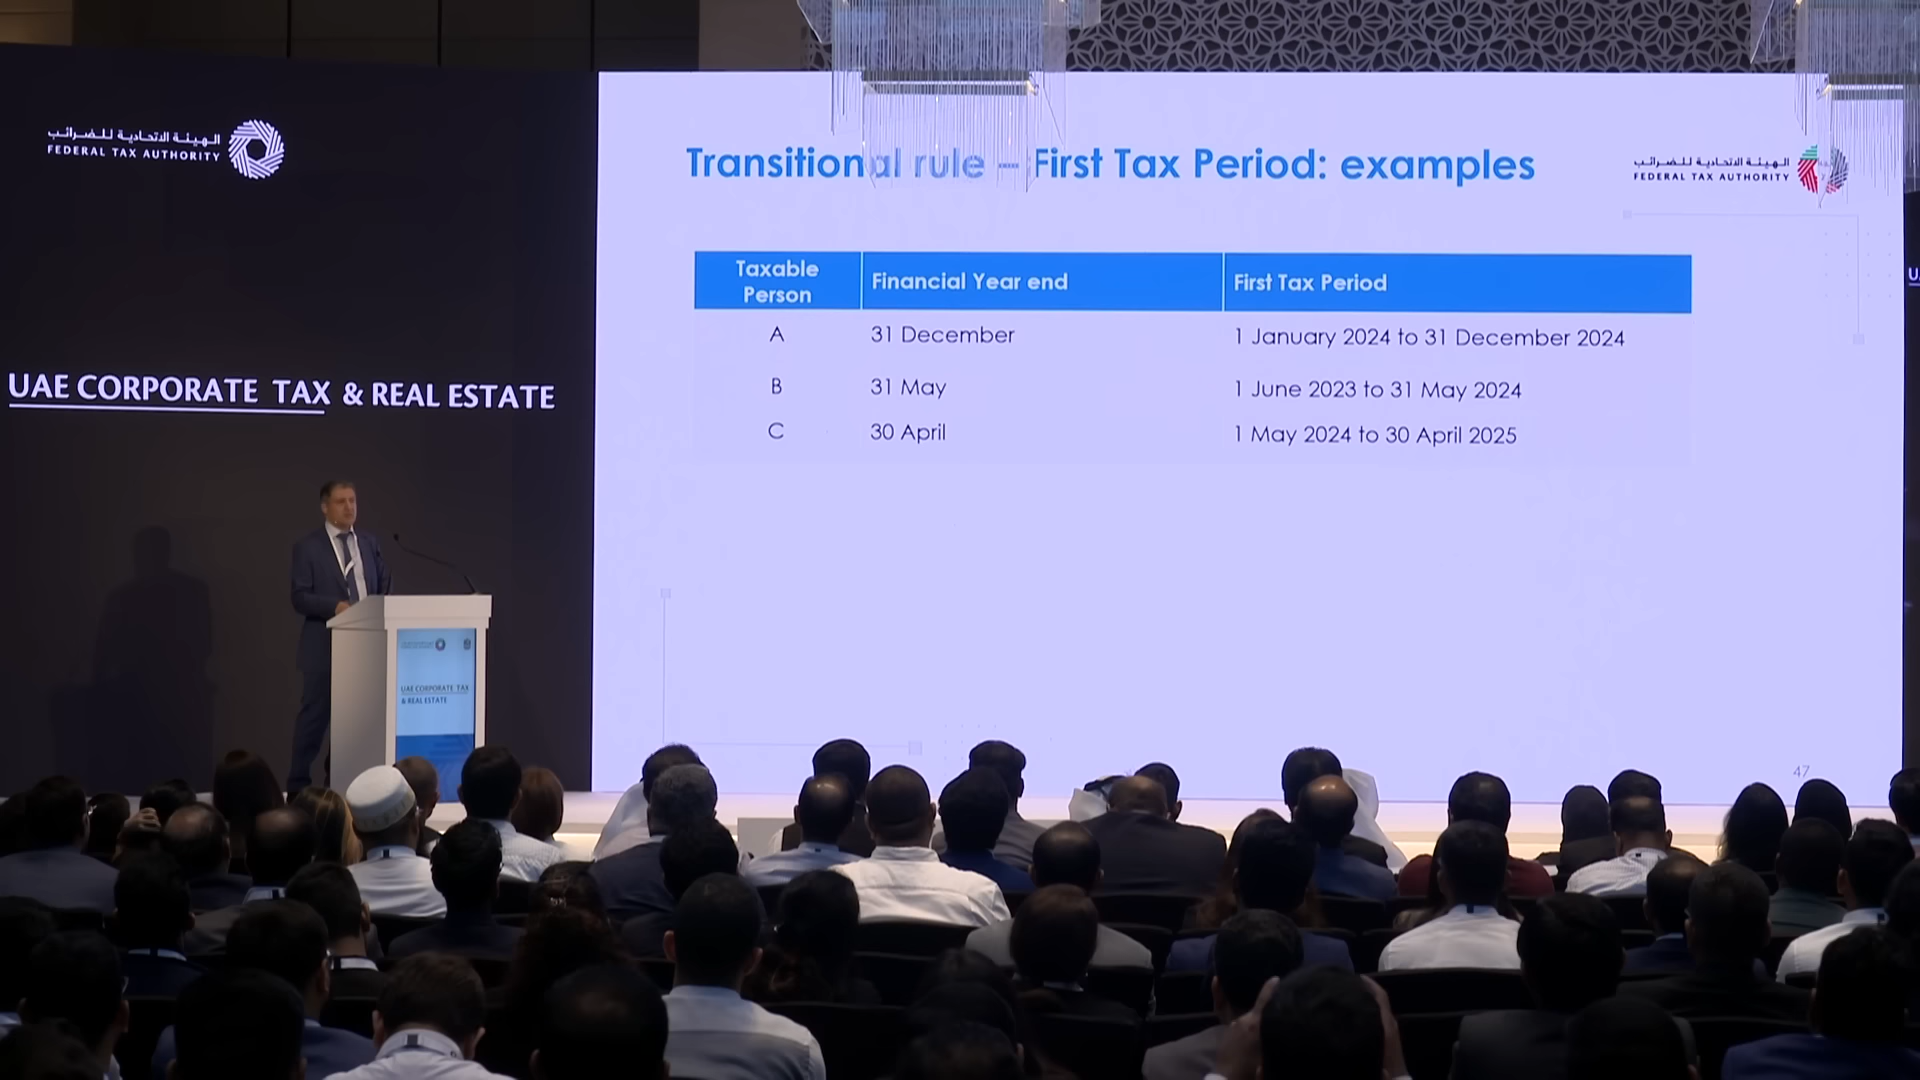 الهيئة الاتحادية للضرائب
FEDERAL TAX AUTHORITY
UAE CORPORATE TAX & REAL ESTATE
Transitional rule – First Tax Period: examples
الهيئة الاتحادية للضرائب
FEDERAL TAX AUTHORITY
Taxable Person
Financial Year end
First Tax Period
A
31 December
1 January 2024 to 31 December 2024
B
31 May
1 June 2023 to 31 May 2024
C
30 April
1 May 2024 to 30 April 2025
47
UAE CORPORATE TAX
& REAL ESTATE